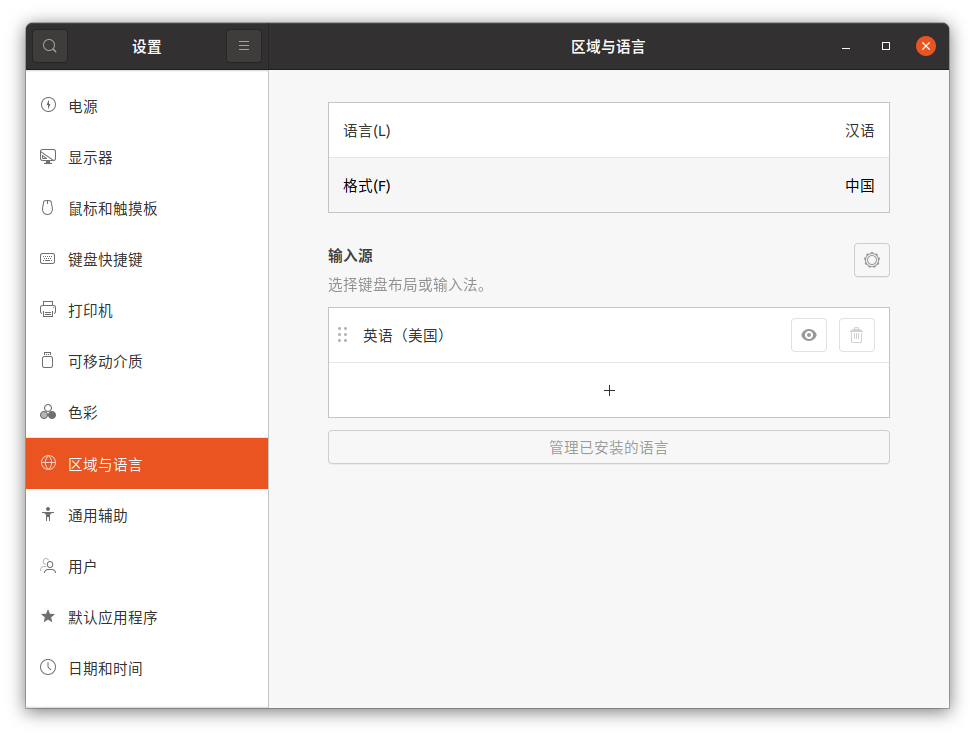 设置
区域与语言
电源
显示器
鼠标和触摸板
键盘快捷键
打印机
可移动介质
色彩
区域与语言
通用辅助
用户
默认应用程序
日期和时间
语言(L) 汉语
格式(F) 中国
输入源
选择键盘布局或输入法。
英语（美国）
管理已安装的语言